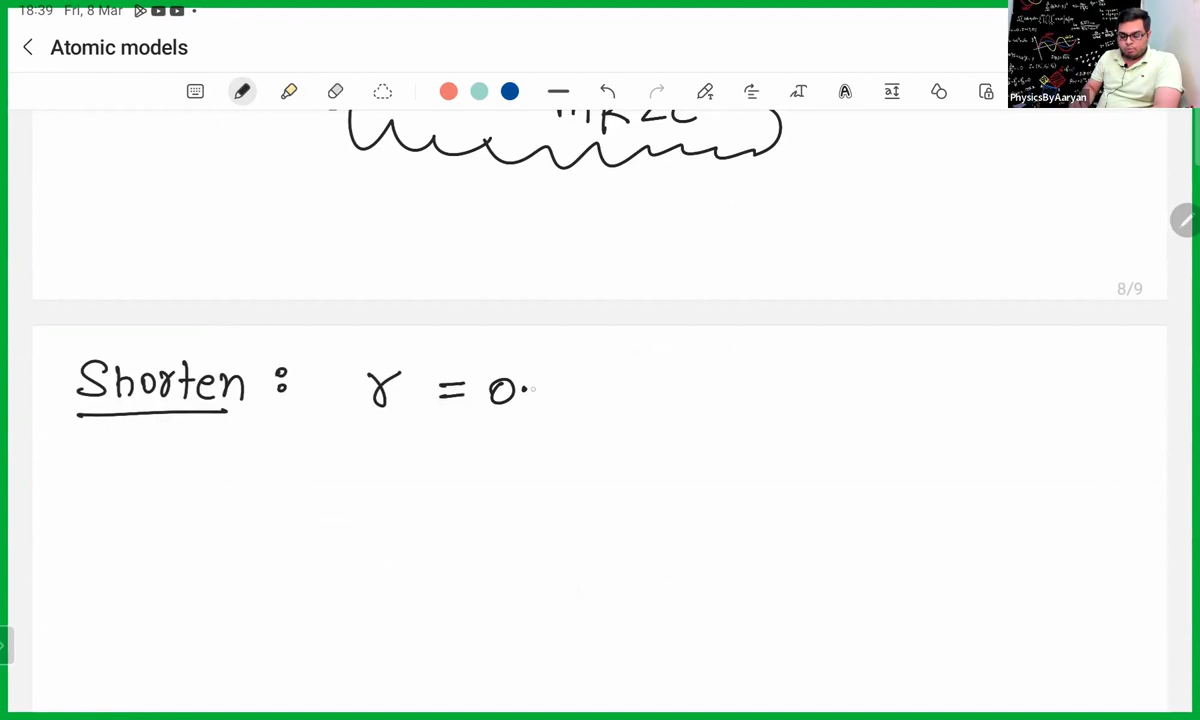 18:39 Fri, 8 Mar
Atomic models
PhysicsByAaryan
8/9
Shorten : r = 0.